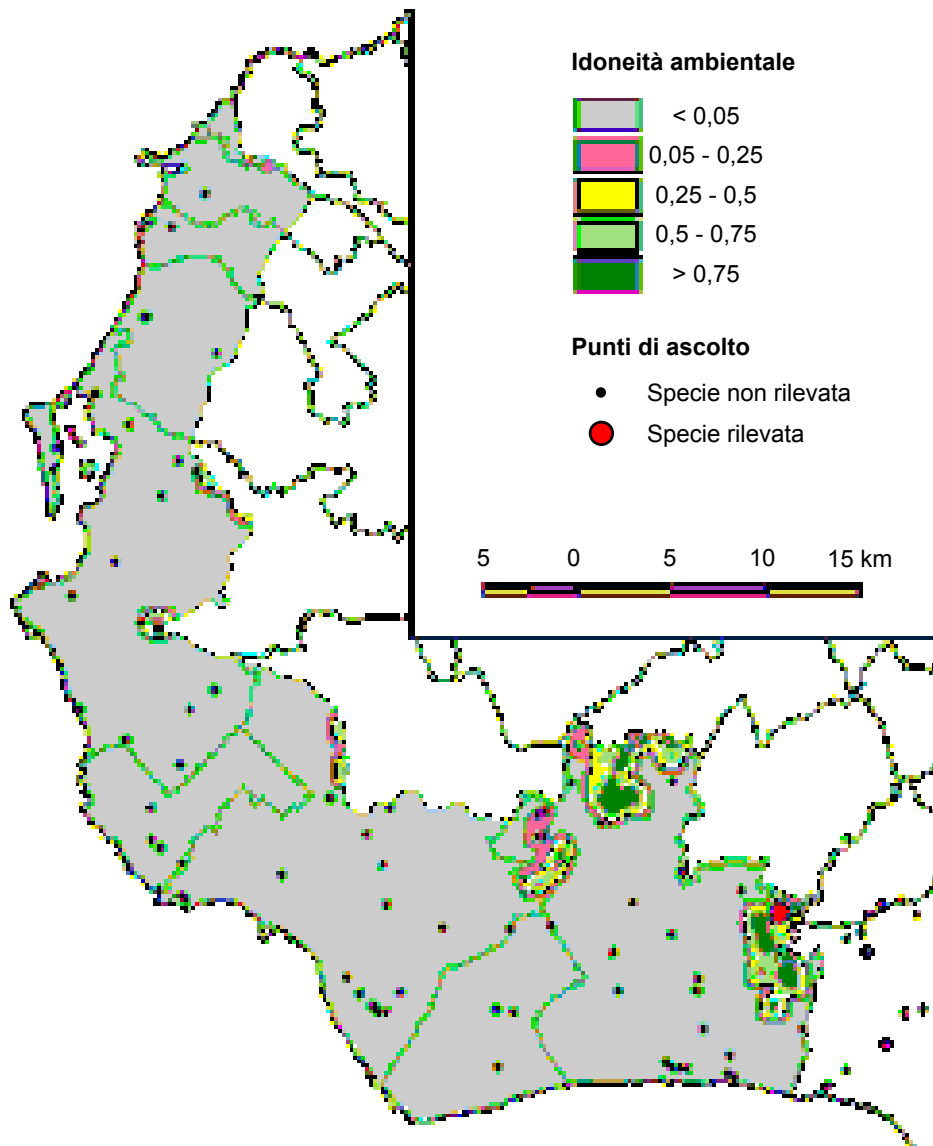 Idoneità ambientale
< 0,05
0,05 - 0,25
0,25 - 0,5
0,5 - 0,75
> 0,75
Punti di ascolto
Specie non rilevata
Specie rilevata
5 0 5 10 15 km